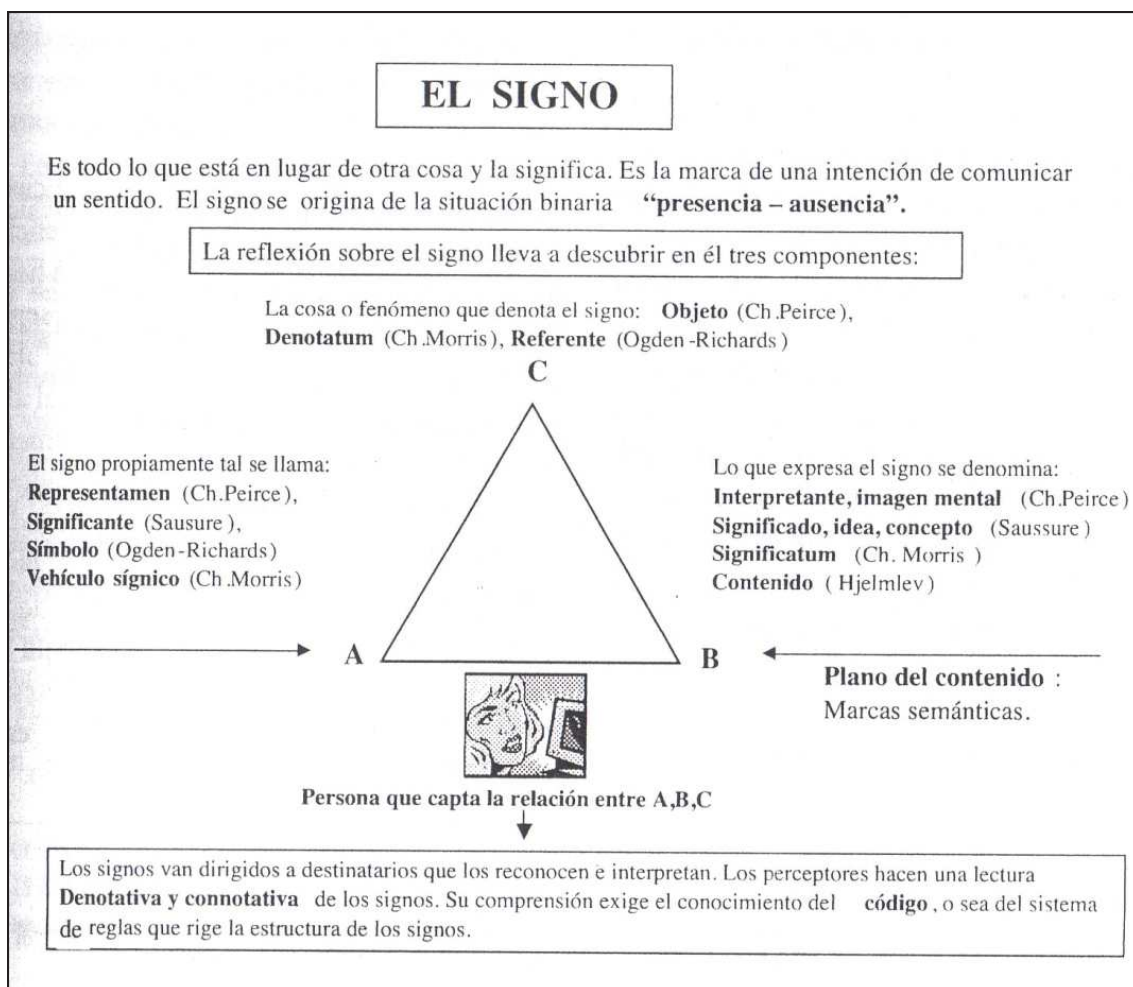 EL SIGNO
Es todo lo que está en lugar de otra cosa y la significa. Es la marca de una intención de comunicar
un sentido. El signo se origina de la situación binaria “presencia – ausencia”.
La reflexión sobre el signo lleva a descubrir en él tres componentes:
La cosa o fenómeno que denota el signo: Objeto (Ch.Peirce),
Denotatum (Ch.Morris), Referente (Ogden-Richards)
C
El signo propiamente tal se llama:
Representamen (Ch.Peirce),
Significante (Sausure),
Símbolo (Ogden-Richards)
Vehículo sígnico (Ch.Morris)
Lo que expresa el signo se denomina:
Interpretante, imagen mental (Ch.Peirce)
Significado, idea, concepto (Saussure)
Significatum (Ch. Morris)
Contenido (Hjelmlev)
A
B
Plano del contenido :
Marcas semánticas.
Persona que capta la relación entre A,B,C
Los signos van dirigidos a destinatarios que los reconocen e interpretan. Los perceptores hacen una lectura
Denotativa y connotativa de los signos. Su comprensión exige el conocimiento del código, o sea del sistema
de reglas que rige la estructura de los signos.